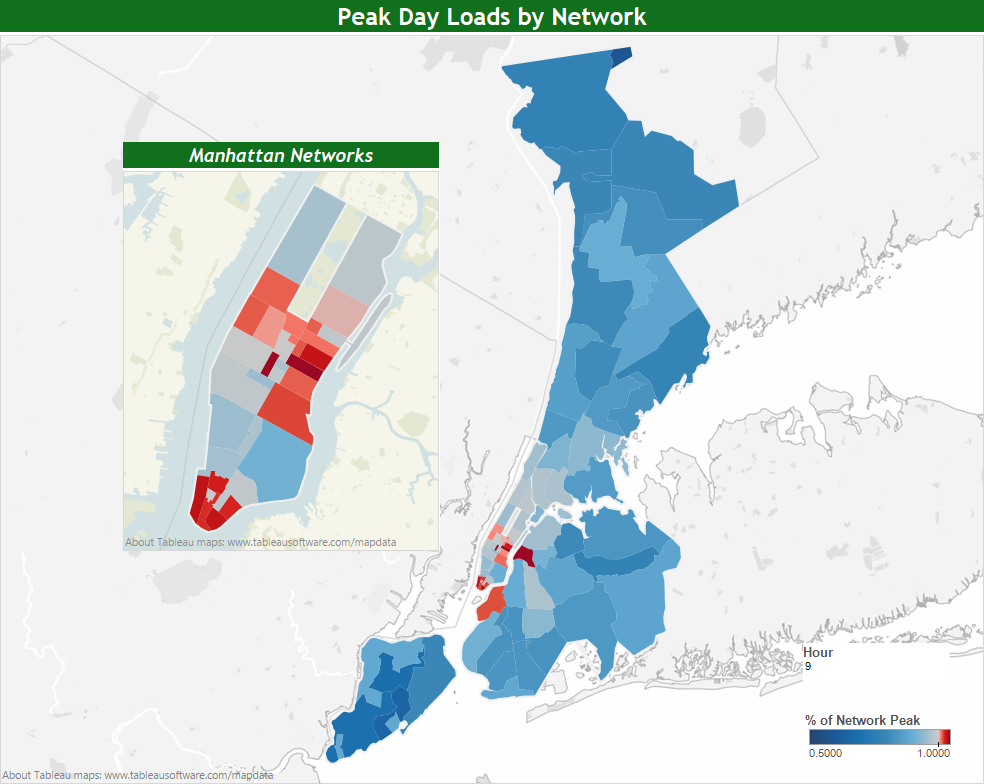 Peak Day Loads by Network
Manhattan Networks
About Tableau maps: www.tableausoftware.com/mapdata
Hour
9
% of Network Peak
0.5000 1.0000
About Tableau maps: www.tableausoftware.com/mapdata